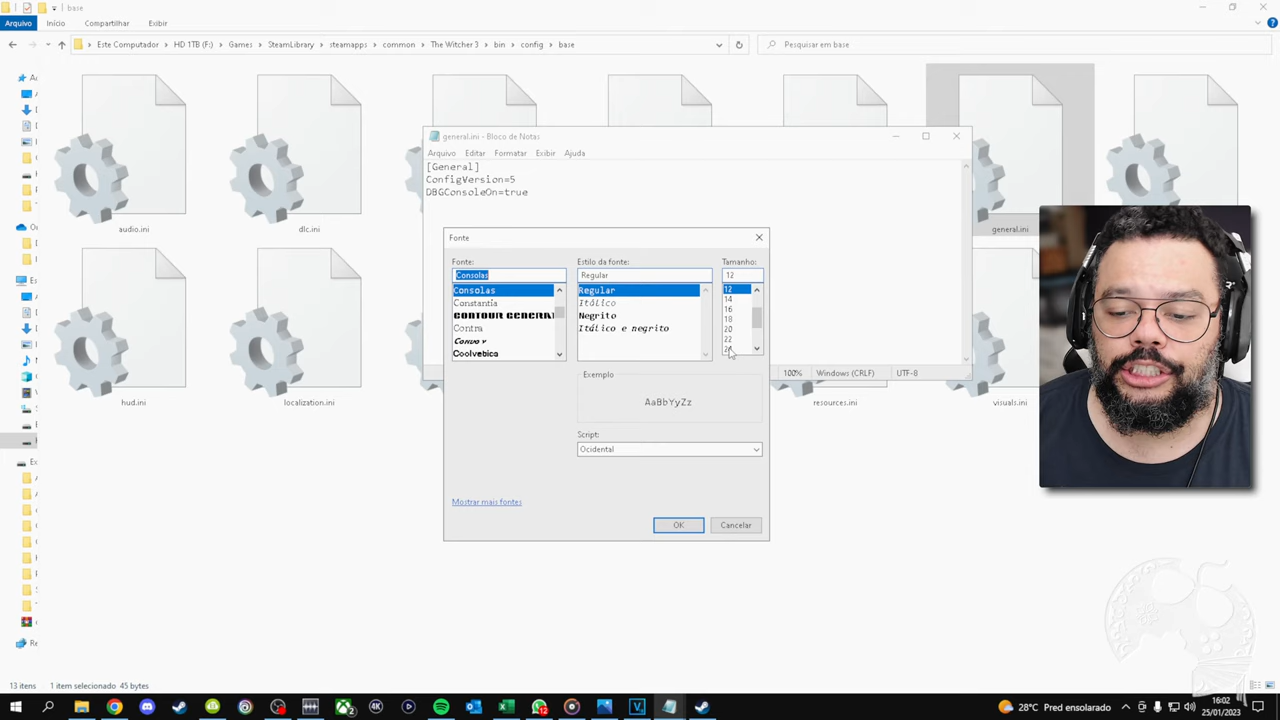 base
Arquivo Início Compartilhar Exibir
Este Computador HD 1TB (F:) Games SteamLibrary steamapps common The Witcher 3 bin config base
Pesquisar em base
general.ini - Bloco de Notas
Arquivo Editar Formatar Exibir Ajuda
[General]
ConfigVersion=5
DBGConsoleOn=true
audio.ini
dlc.ini
general.ini
Fonte
Fonte:
Estilo da fonte:
Tamanho:
Consolas
Regular
12
Consolas
Constantia
CONTOUR GENERA
Contra
Coolvetica
Regular
Itálico
Negrito
Itálico e negrito
12
14
16
18
20
22
Exemplo
AaBbYyZz
Script:
Ocidental
Mostrar mais fontes
OK
Cancelar
100% Windows (CRLF) UTF-8
hud.ini
localization.ini
resources.ini
visuals.ini
13 itens 1 item selecionado 45 bytes
28°C Pred ensolarado
16:02
25/01/2023